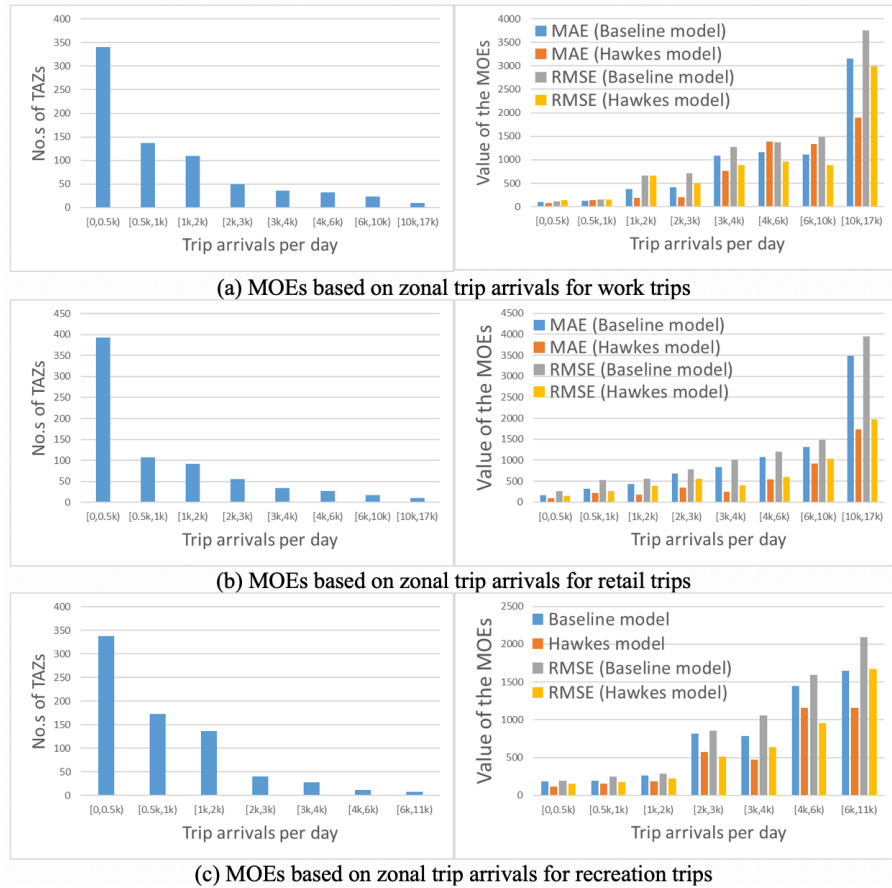 400
350
300
250
200
150
100
50
0
No.s of TAZs
[0,0.5k) [0.5k,1k) [1k,2k) [2k,3k) [3k,4k) [4k,6k) [6k,10k) [10k,17k)
Trip arrivals per day
4000
3500
3000
2500
2000
1500
1000
500
0
Value of the MOEs
MAE (Baseline model)
MAE (Hawkes model)
RMSE (Baseline model)
RMSE (Hawkes model)
[0,0.5k) [0.5k,1k) [1k,2k) [2k,3k) [3k,4k) [4k,6k) [6k,10k) [10k,17k)
Trip arrivals per day
(a) MOEs based on zonal trip arrivals for work trips
450
400
350
300
250
200
150
100
50
0
No.s of TAZs
[0,0.5k) [0.5k,1k) [1k,2k) [2k,3k) [3k,4k) [4k,6k) [6k,10k) [10k,17k)
Trip arrivals per day
4500
4000
3500
3000
2500
2000
1500
1000
500
0
Value of the MOEs
MAE (Baseline model)
MAE (Hawkes model)
RMSE (Baseline model)
RMSE (Hawkes model)
[0,0.5k) [0.5k,1k) [1k,2k) [2k,3k) [3k,4k) [4k,6k) [6k,10k) [10k,17k)
Trip arrivals per day
(b) MOEs based on zonal trip arrivals for retail trips
400
350
300
250
200
150
100
50
0
No.s of TAZs
[0,0.5k) [0.5k,1k) [1k,2k) [2k,3k) [3k,4k) [4k,6k) [6k,11k)
Trip arrivals per day
2500
2000
1500
1000
500
0
Value of the MOEs
Baseline model
Hawkes model
RMSE (Baseline model)
RMSE (Hawkes model)
[0,0.5k) [0.5k,1k) [1k,2k) [2k,3k) [3k,4k) [4k,6k) [6k,11k)
Trip arrivals per day
(c) MOEs based on zonal trip arrivals for recreation trips